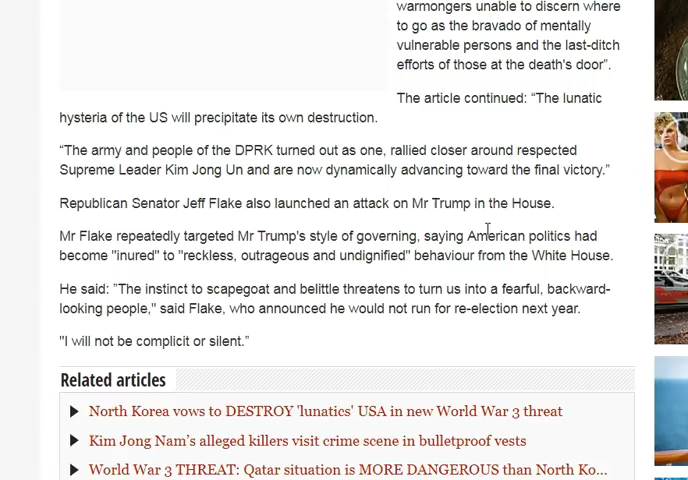 warmongers unable to discern where
to go as the bravado of mentally
vulnerable persons and the last-ditch
efforts of those at the death's door”.
The article continued: “The lunatic
hysteria of the US will precipitate its own destruction.
“The army and people of the DPRK turned out as one, rallied closer around respected
Supreme Leader Kim Jong Un and are now dynamically advancing toward the final victory.”
Republican Senator Jeff Flake also launched an attack on Mr Trump in the House.
Mr Flake repeatedly targeted Mr Trump's style of governing, saying American politics had
become "inured" to "reckless, outrageous and undignified" behaviour from the White House.
He said: ”The instinct to scapegoat and belittle threatens to turn us into a fearful, backward-
looking people," said Flake, who announced he would not run for re-election next year.
"I will not be complicit or silent.”
Related articles
North Korea vows to DESTROY 'lunatics' USA in new World War 3 threat
Kim Jong Nam’s alleged killers visit crime scene in bulletproof vests
World War 3 THREAT: Qatar situation is MORE DANGEROUS than North Ko...